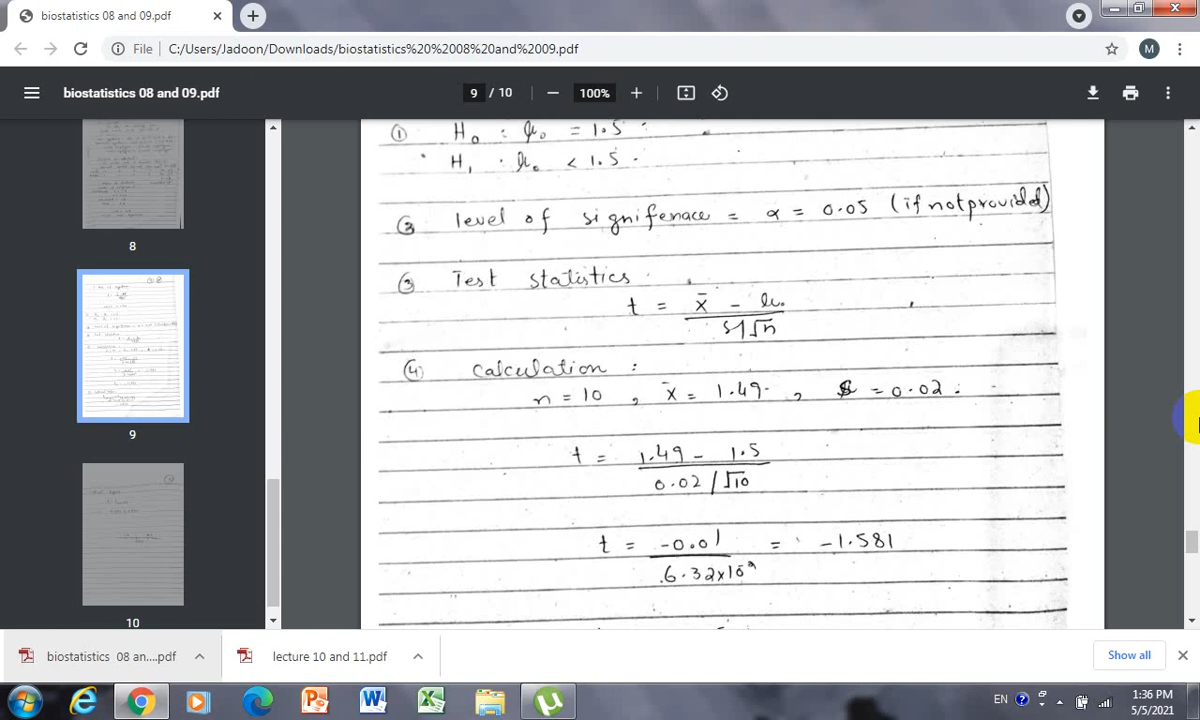 biostatistics 08 and 09.pdf
File
C:/Users/Jadoon/Downloads/biostatistics%20%2008%20and%2009.pdf
M
biostatistics 08 and 09.pdf
9 / 10
100%
8
9
10
① H₀ : μ₀ = 1.5
H₁ : μ₀ < 1.5
② level of signifenace = α = 0.05 (if not provided)
③ Test statistics
t = x̄ - μ₀
s/√n
④ Calculation :
n = 10 , x̄ = 1.49 , s = 0.02
t = 1.49 - 1.5
0.02 / √10
t = -0.01 = -1.581
6.32x10⁻³
biostatistics 08 an....pdf
lecture 10 and 11.pdf
Show all
EN
1:36 PM
5/5/2021